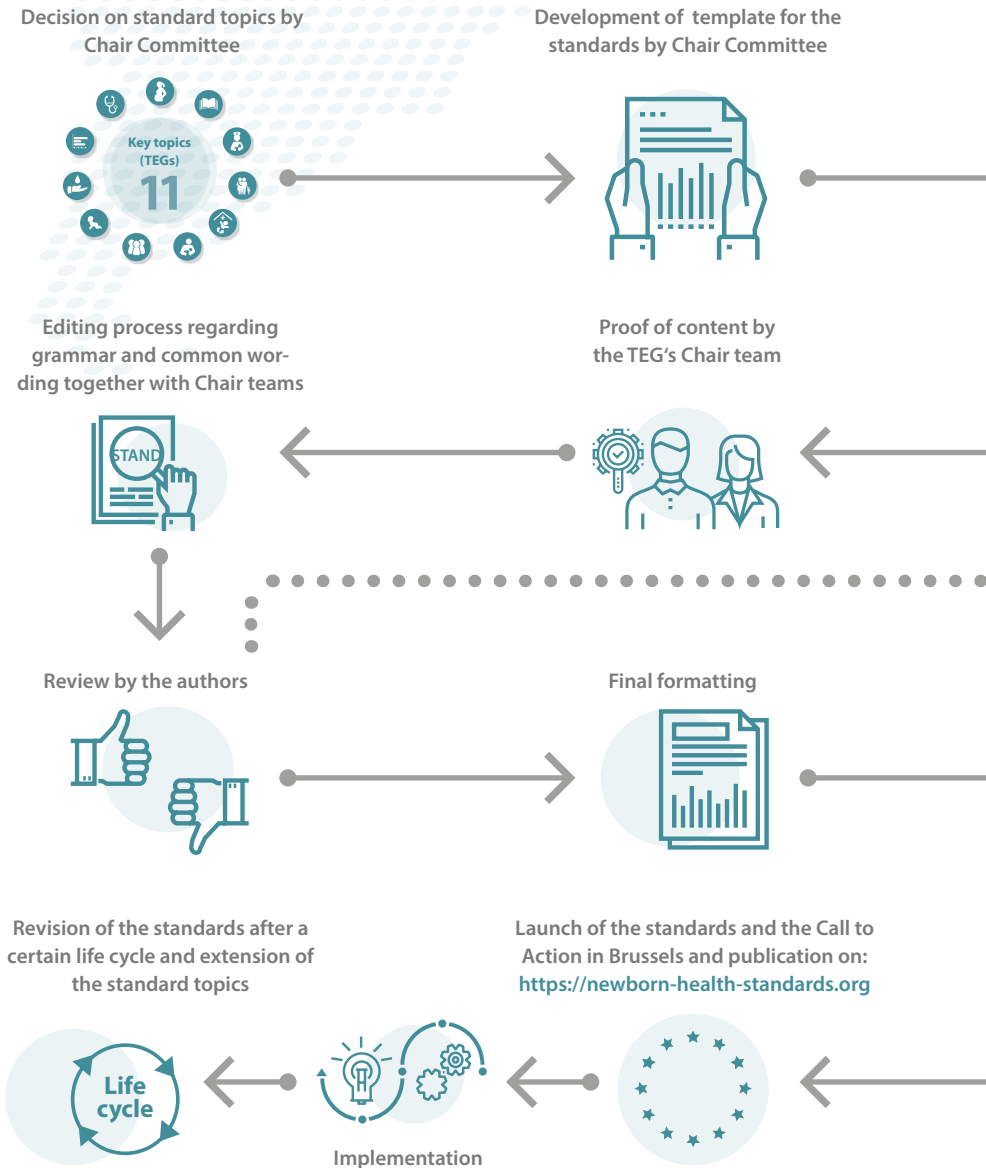 Decision on standard topics by
Chair Committee
Key topics
(TEGs)
11
Development of template for the
standards by Chair Committee
Editing process regarding
grammar and common wor-
ding together with Chair teams
STAND
Proof of content by
the TEG‘s Chair team
Review by the authors
Final formatting
Revision of the standards after a
certain life cycle and extension of
the standard topics
Life
cycle
Implementation
Launch of the standards and the Call to
Action in Brussels and publication on:
https://newborn-health-standards.org